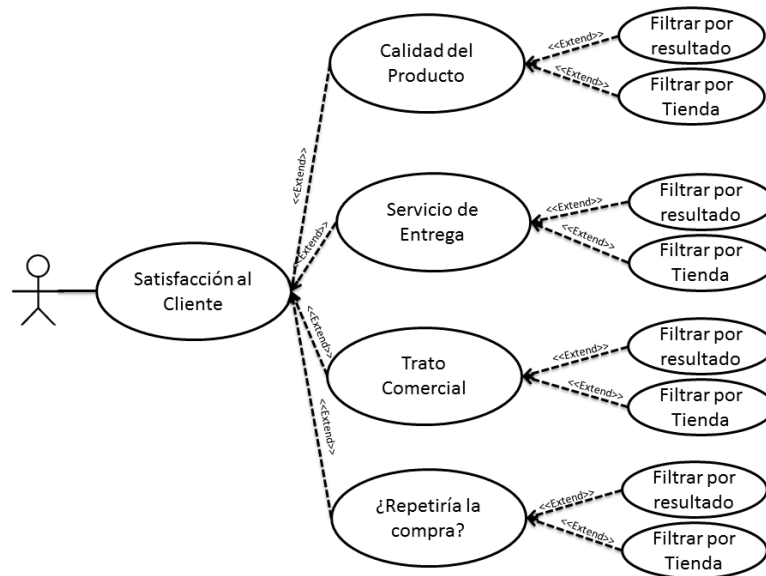 Calidad del
Producto
<<Extend>>
Filtrar por
resultado
<<Extend>>
Filtrar por
Tienda
<<Extend>>
Servicio de
Entrega
<<Extend>>
Filtrar por
resultado
<<Extend>>
Filtrar por
Tienda
<<Extend>>
Satisfacción al
Cliente
<<Extend>>
Trato
Comercial
<<Extend>>
Filtrar por
resultado
<<Extend>>
Filtrar por
Tienda
<<Extend>>
¿Repetiría la
compra?
<<Extend>>
Filtrar por
resultado
<<Extend>>
Filtrar por
Tienda